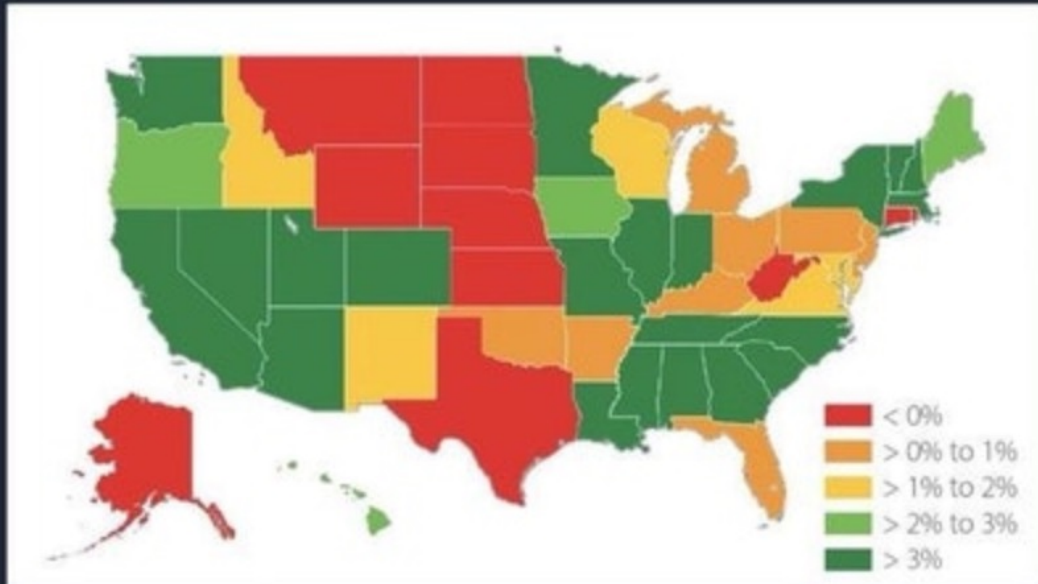 < 0%
> 0% to 1%
> 1% to 2%
> 2% to 3%
> 3%